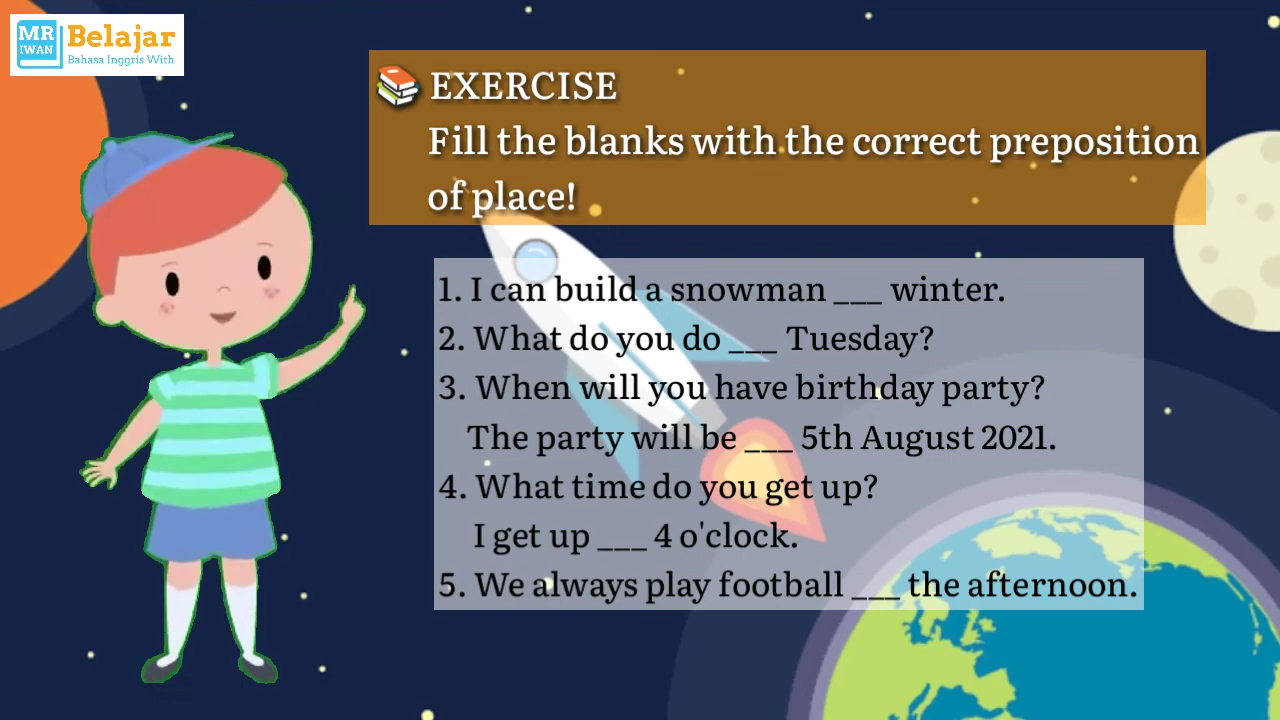 MR
IWAN
Belajar
Bahasa Inggris With
EXERCISE
Fill the blanks with the correct preposition
of place!
1. I can build a snowman ___ winter.
2. What do you do ___ Tuesday?
3. When will you have birthday party?
The party will be ___ 5th August 2021.
4. What time do you get up?
I get up ___ 4 o'clock.
5. We always play football ___ the afternoon.